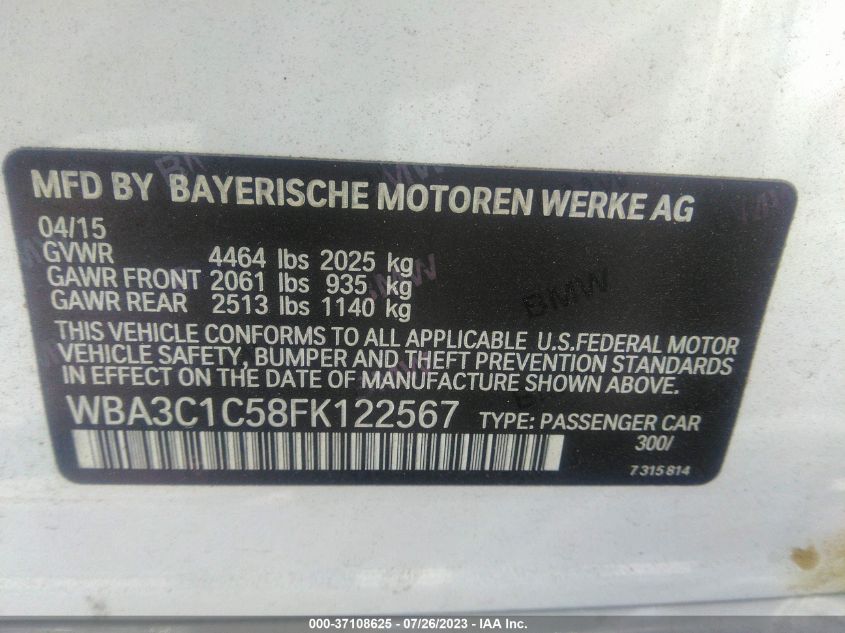 MFD BY BAYERISCHE MOTOREN WERKE AG
04/15
GVWR 4464 lbs 2025 kg
GAWR FRONT 2061 lbs 935 kg
GAWR REAR 2513 lbs 1140 kg
THIS VEHICLE CONFORMS TO ALL APPLICABLE U.S.FEDERAL MOTOR
VEHICLE SAFETY, BUMPER AND THEFT PREVENTION STANDARDS
IN EFFECT ON THE DATE OF MANUFACTURE SHOWN ABOVE.
WBA3C1C58FK122567 TYPE: PASSENGER CAR
300/
7315814
BMW
BMW
000-37108625 - 07/26/2023 - IAA Inc.